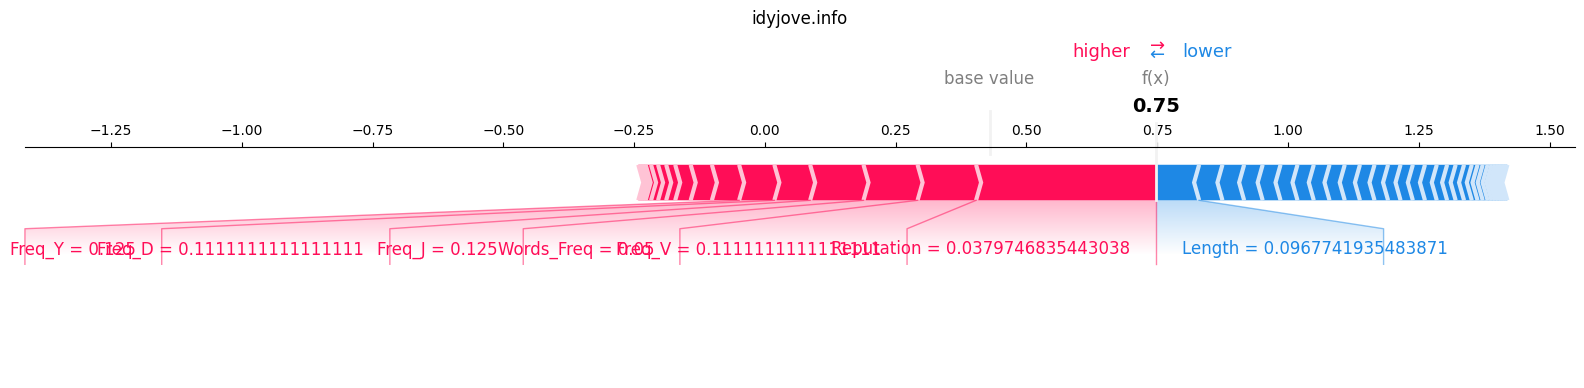 idyjove.info
higher ⇄ lower
base value f(x)
0.75
−1.25 −1.00 −0.75 −0.50 −0.25 0.00 0.25 0.50 0.75 1.00 1.25 1.50
Freq_Y = 0.125 Freq_D = 0.1111111111111111 Freq_J = 0.125 Words_Freq = 0.05 Freq_V = 0.1111111111111111 Reputation = 0.0379746835443038 Length = 0.0967741935483871